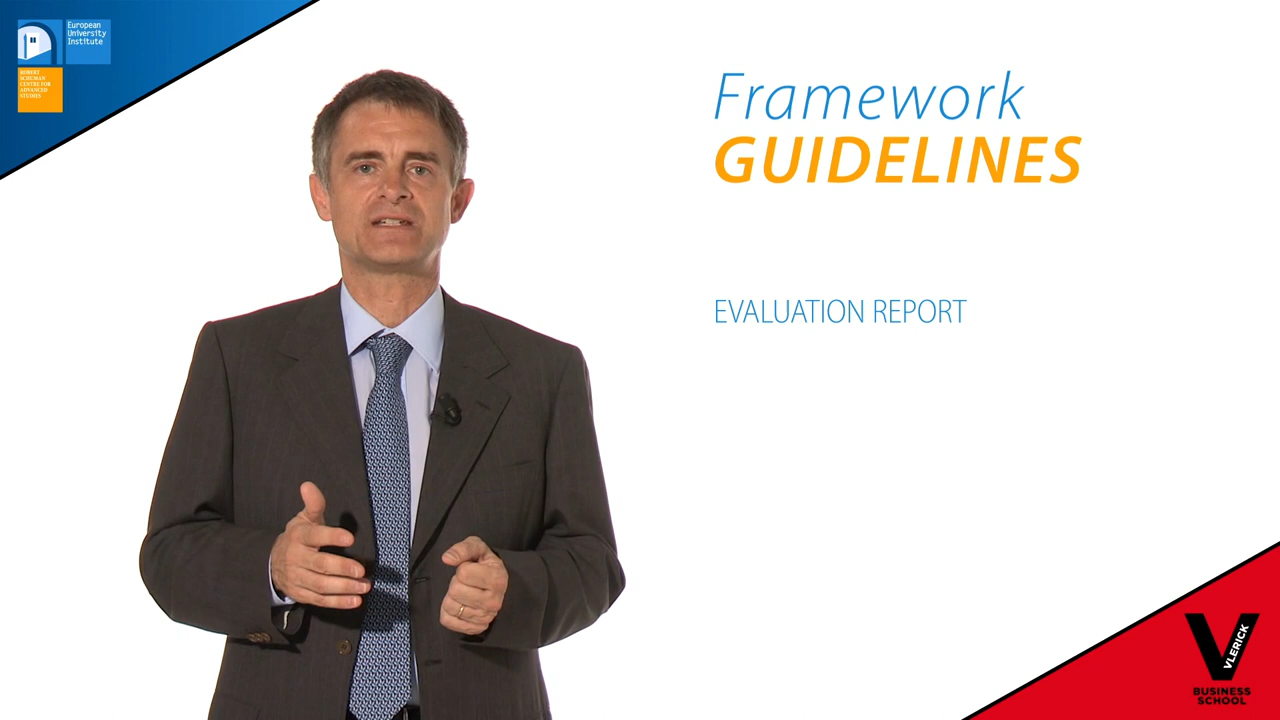 European
University
Institute
ROBERT
SCHUMAN
CENTRE FOR
ADVANCED
STUDIES
Framework
GUIDELINES
EVALUATION REPORT
VLERICK
BUSINESS
SCHOOL